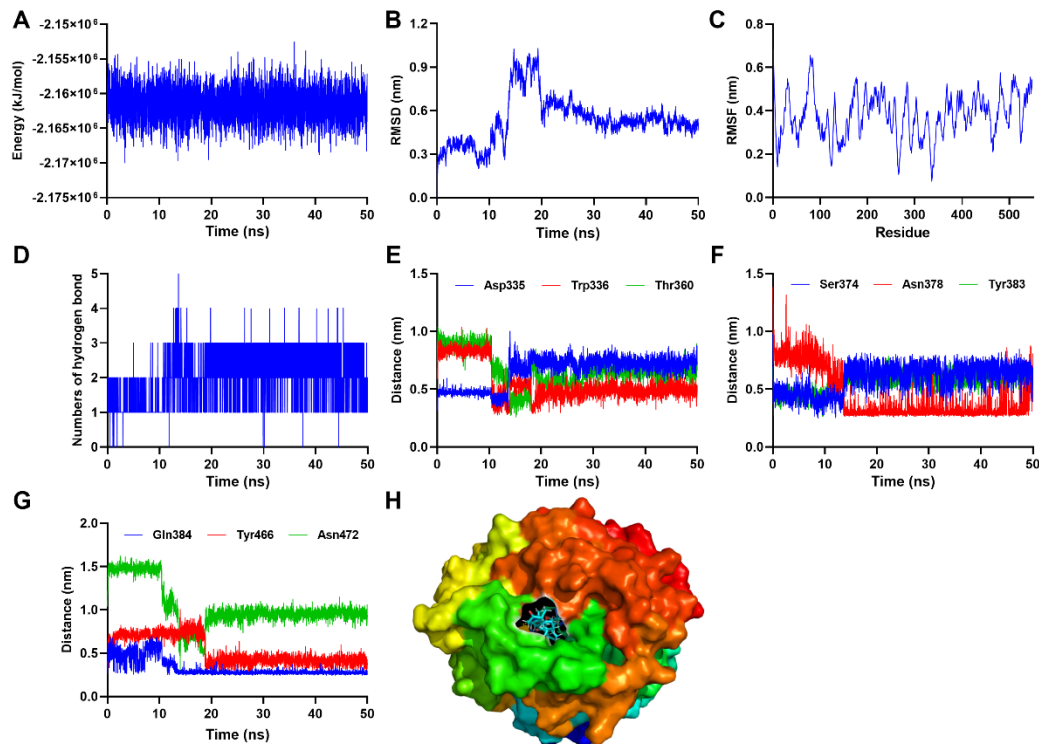 A
Energy (kJ/mol)
-2.15×10⁶
-2.155×10⁶
-2.16×10⁶
-2.165×10⁶
-2.17×10⁶
-2.175×10⁶
0 10 20 30 40 50
Time (ns)
B
RMSD (nm)
1.2
0.9
0.6
0.3
0.0
0 10 20 30 40 50
Time (ns)
C
RMSF (nm)
0.8
0.6
0.4
0.2
0.0
0 100 200 300 400 500
Residue
D
Numbers of hydrogen bond
5
4
3
2
1
0
0 10 20 30 40 50
Time (ns)
E
Distance (nm)
1.5
1.0
0.5
0.0
Asp335 Trp336 Thr360
0 10 20 30 40 50
Time (ns)
F
Distance (nm)
1.5
1.0
0.5
0.0
Ser374 Asn378 Tyr383
0 10 20 30 40 50
Time (ns)
G
Distance (nm)
2.0
1.5
1.0
0.5
0.0
Gln384 Tyr466 Asn472
0 10 20 30 40 50
Time (ns)
H